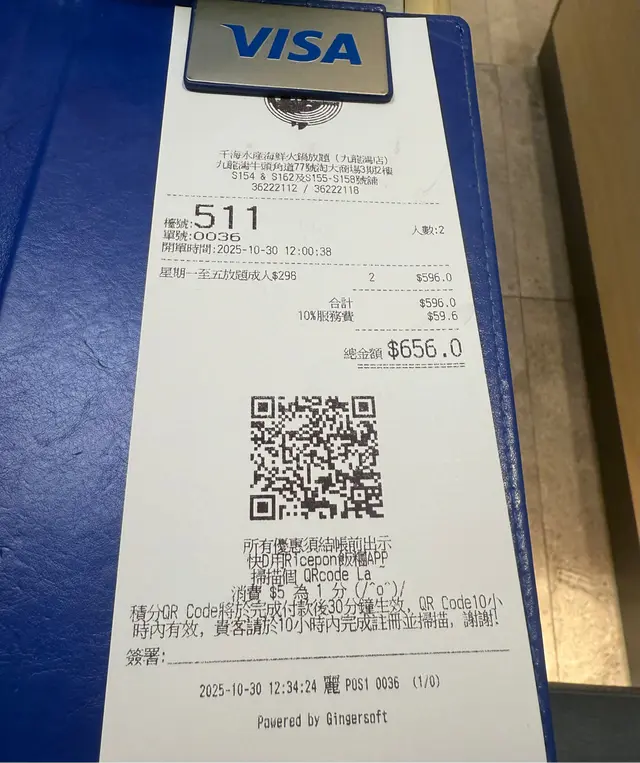 VISA
千海水産海鮮火鍋放題 (九龍灣店)
九龍灣牛頭角道77號淘大商場3期2樓
S154 & S162及S155-S158號舖
36222112 / 36222118
檯號:511
單號:0036
人數:2
開單時間:2025-10-30 12:00:38
星期一至五放題成人$296 2 $596.0
合計 $596.0
10%服務費 $59.6
總金額 $656.0
所有優惠須結帳前出示
快D用Ricepon飯糰APP
掃描個 QRcode La
消費 $5 為 1 分 (/^o^)/
積分QR Code將於完成付款後30分鐘生效, QR Code10小
時內有效, 貴客請於10小時內完成註冊並掃描, 謝謝!
簽署:
2025-10-30 12:34:24 麗 POS1 0036 (1/0)
Powered by Gingersoft